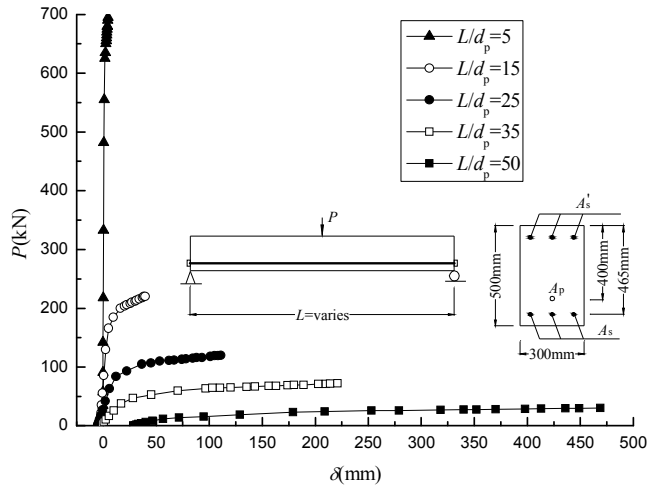 700
600
500
400
300
200
100
0
P(kN)
0 50 100 150 200 250 300 350 400 450 500
δ(mm)
L/dp=5
L/dp=15
L/dp=25
L/dp=35
L/dp=50
P
L=varies
As'
Ap
As
500mm
400mm
465mm
300mm